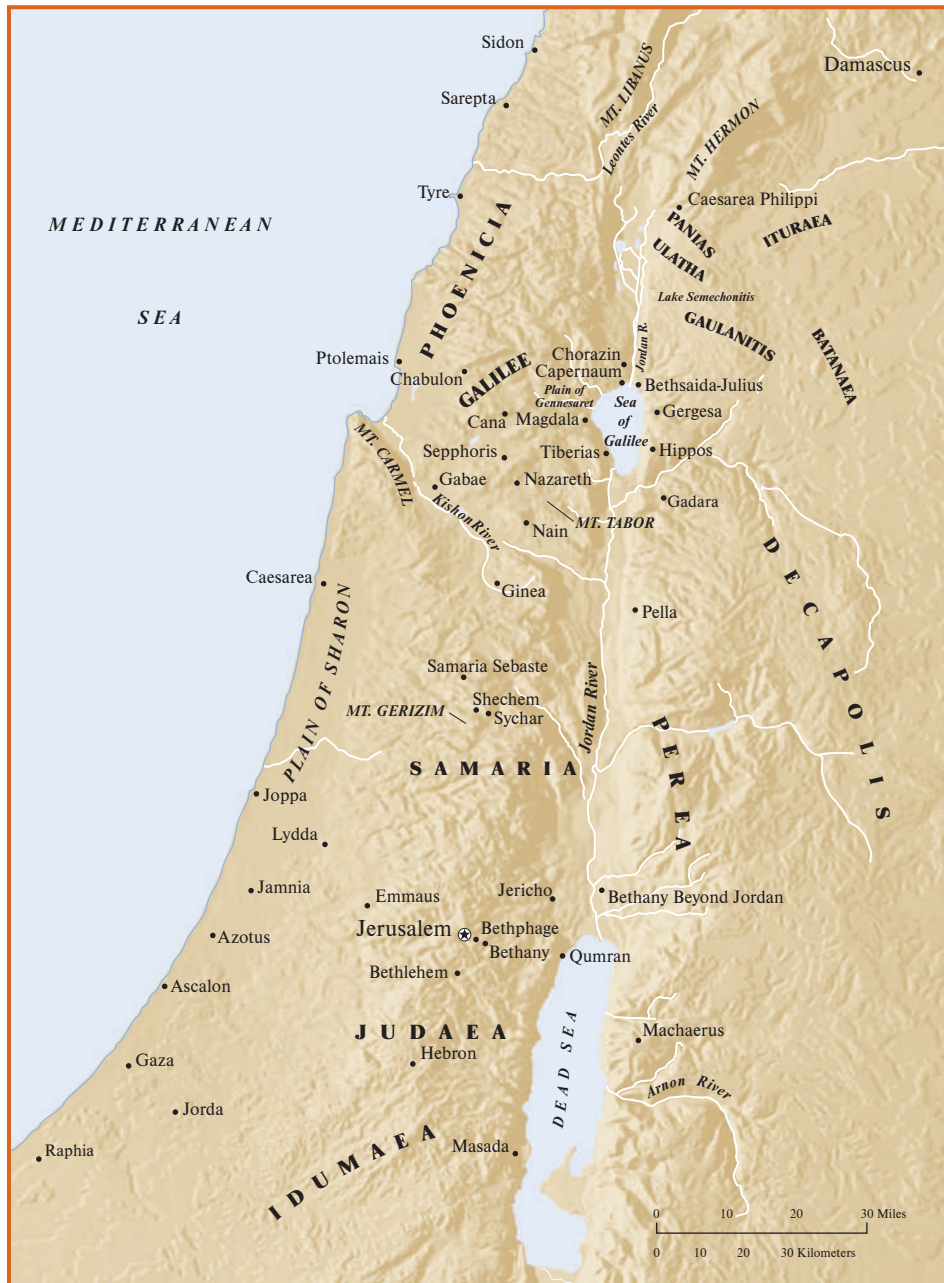 Sidon
MT. LIBANUS
Damascus
Sarepta
Leontes River
MT. HERMON
Tyre
Caesarea Philippi
MEDITERRANEAN
SEA
PHOENICIA
PANIAS
ITURAEA
ULATHA
Lake Semechonitis
GAULANITIS
BATANAEA
Jordan R.
Ptolemais
Chabulon
GALILEE
Chorazin
Capernaum
Bethsaida-Julius
Plain of
Gennesaret
Sea
of
Galilee
Gergesa
Cana
Magdala
MT. CARMEL
Sepphoris
Tiberias
Hippos
Gabae
Nazareth
Gadara
Kishon River
MT. TABOR
Nain
DECAPOLIS
Caesarea
Ginea
Pella
PLAIN OF SHARON
Samaria Sebaste
Shechem
MT. GERIZIM
Sychar
Jordan River
PEREA
SAMARIA
Joppa
Lydda
Jamnia
Emmaus
Jericho
Bethany Beyond Jordan
Jerusalem
Bethphage
Azotus
Bethany
Qumran
Bethlehem
Ascalon
JUDAEA
DEAD SEA
Machaerus
Hebron
Gaza
Arnon River
Jorda
IDUMAEA
Masada
Raphia
0 10 20 30 Miles
0 10 20 30 Kilometers